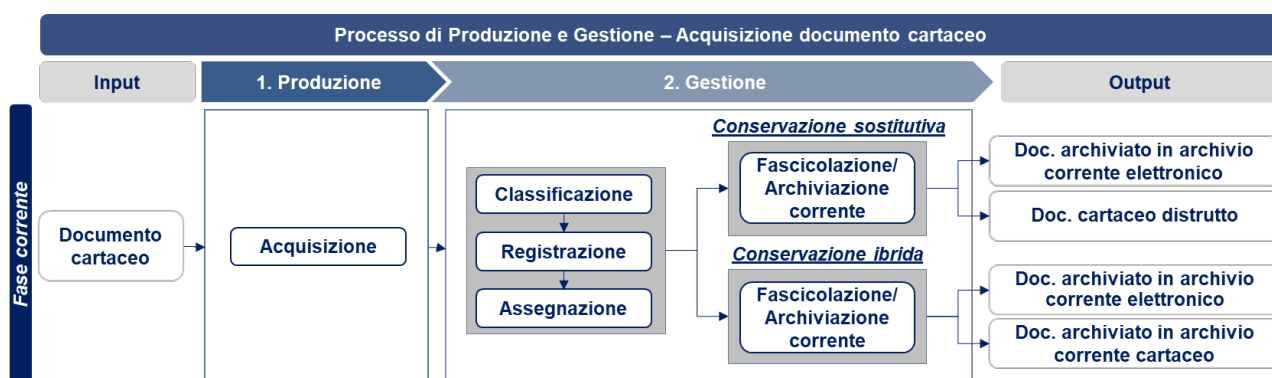 Processo di Produzione e Gestione – Acquisizione documento cartaceo
Input
1. Produzione
2. Gestione
Output
Fase corrente
Documento
cartaceo
Acquisizione
Classificazione
Registrazione
Assegnazione
Conservazione sostitutiva
Fascicolazione/
Archiviazione
corrente
Conservazione ibrida
Fascicolazione/
Archiviazione
corrente
Doc. archiviato in archivio
corrente elettronico
Doc. cartaceo distrutto
Doc. archiviato in archivio
corrente elettronico
Doc. archiviato in archivio
corrente cartaceo